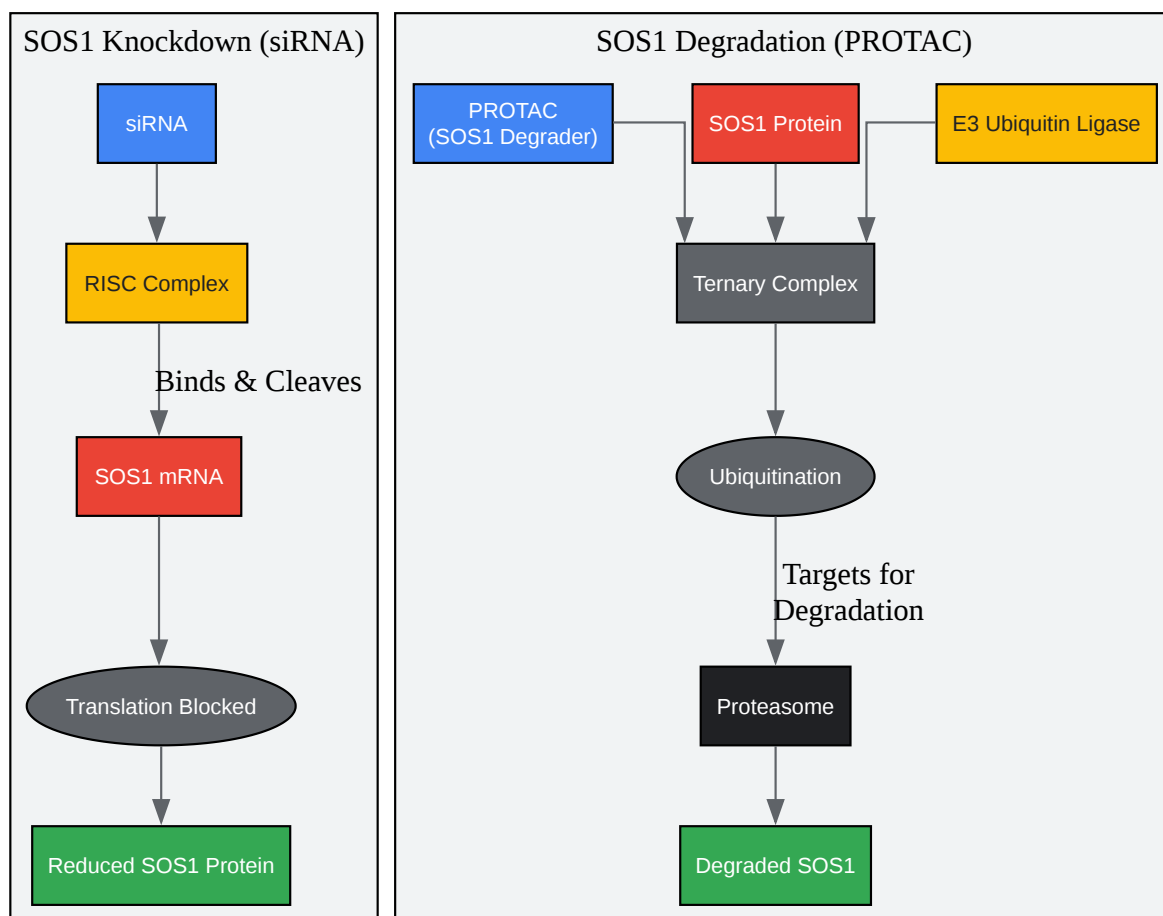 SOS1 Knockdown (siRNA)
siRNA
RISC Complex
Binds & Cleaves
SOS1 mRNA
Translation Blocked
Reduced SOS1 Protein
SOS1 Degradation (PROTAC)
PROTAC
(SOS1 Degrader)
SOS1 Protein
E3 Ubiquitin Ligase
Ternary Complex
Ubiquitination
Targets for
Degradation
Proteasome
Degraded SOS1